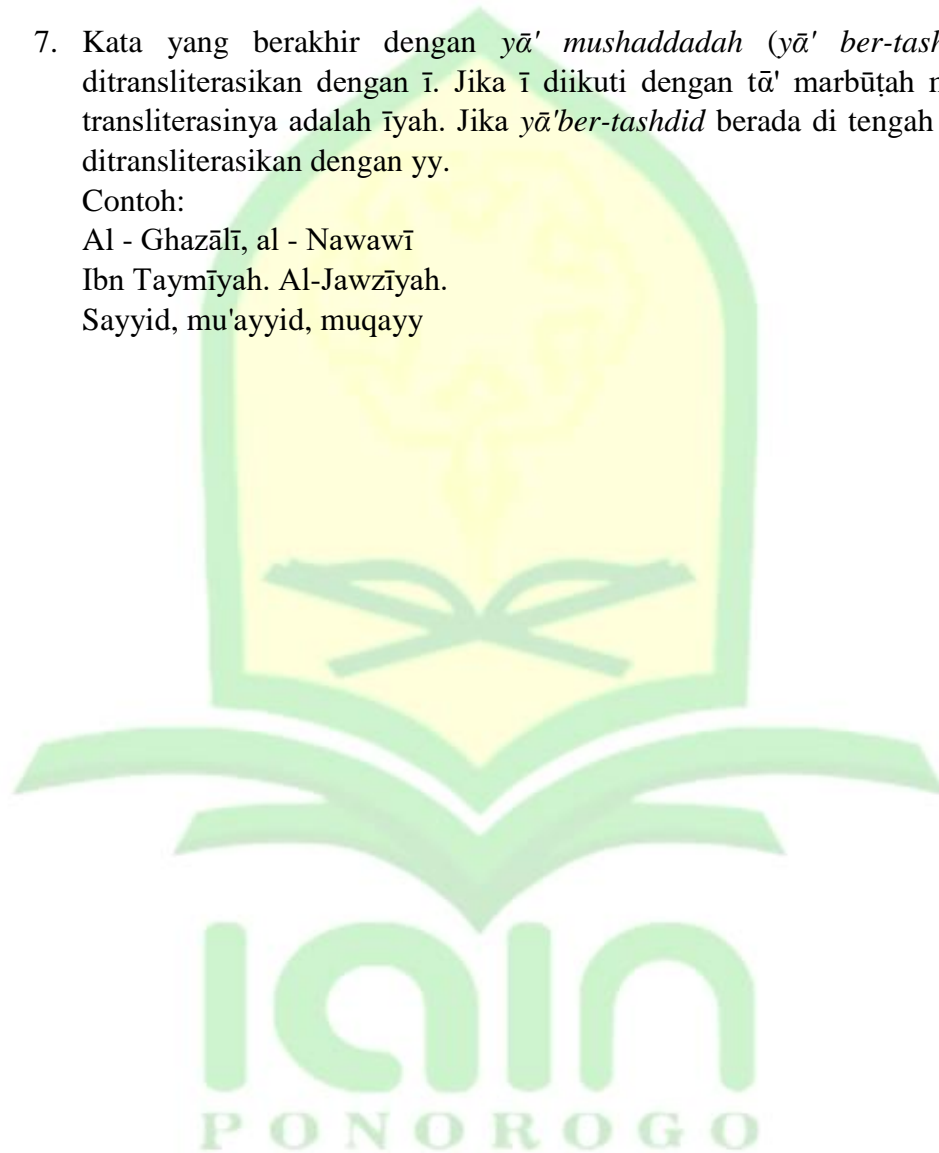 7. Kata yang berakhir dengan yā' mushaddadah (yā' ber-tash
ditransliterasikan dengan ī. Jika ī diikuti dengan tā' marbūṭah
transliterasinya adalah īyah. Jika yā'ber-tashdid berada di tengah
ditransliterasikan dengan yy.
Contoh:
Al - Ghazālī, al - Nawawī
Ibn Taymīyah. Al-Jawzīyah.
Sayyid, mu'ayyid, muqayy
iain
PONOROGO